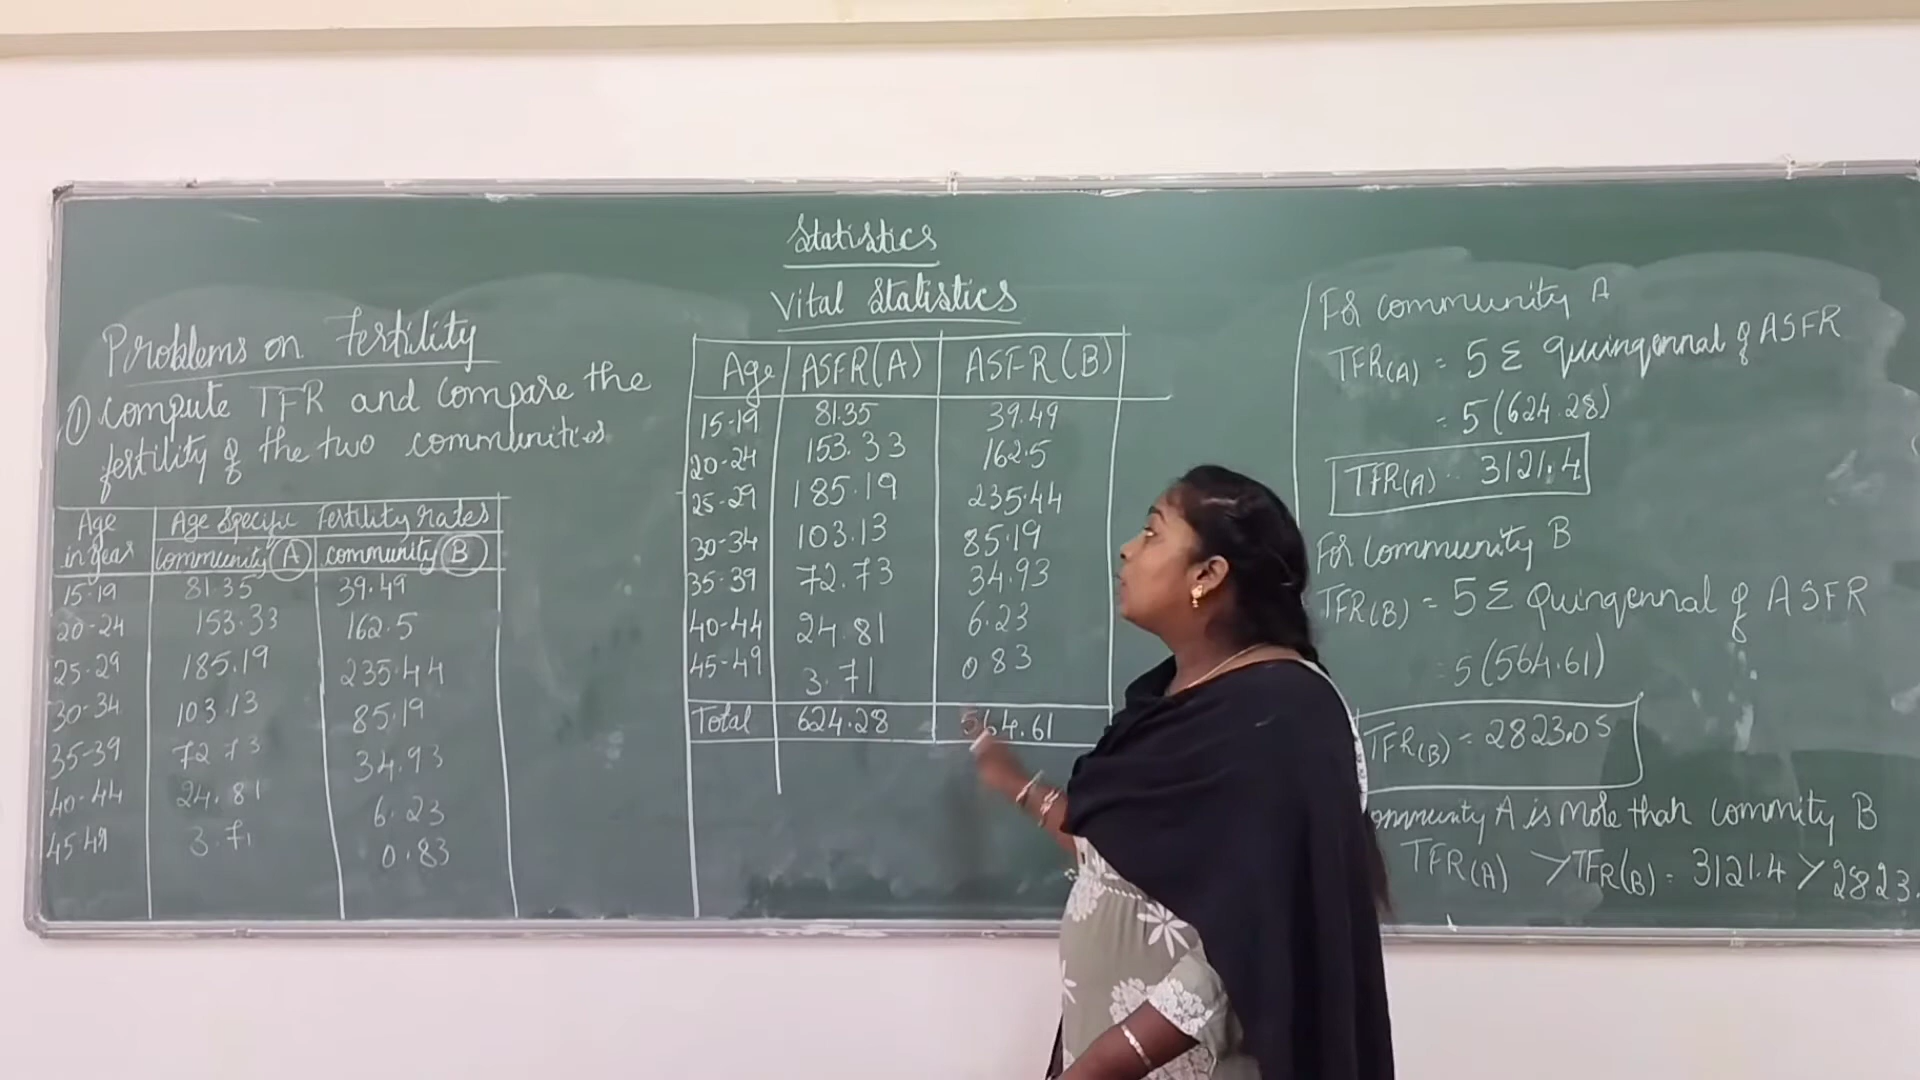 Statistics
Vital Statistics
Problems on Fertility
① Compute TFR and Compare the
fertility of the two communities
Age in year | Age Specific Fertility rates
community A | community B
15-19 | 81.35 | 39.49
20-24 | 153.33 | 162.5
25-29 | 185.19 | 235.44
30-34 | 103.13 | 85.19
35-39 | 72.73 | 34.93
40-44 | 24.81 | 6.23
45-49 | 3.71 | 0.83
Age | ASFR(A) | ASFR(B)
15-19 | 81.35 | 39.49
20-24 | 153.33 | 162.5
25-29 | 185.19 | 235.44
30-34 | 103.13 | 85.19
35-39 | 72.73 | 34.93
40-44 | 24.81 | 6.23
45-49 | 3.71 | 0.83
Total | 624.28 | 564.61
For community A
TFR(A) = 5 Σ quinqennal of ASFR
= 5(624.28)
TFR(A) = 3121.4
For Community B
TFR(B) = 5 Σ quinqennal of ASFR
= 5(564.61)
TFR(B) = 2823.05
ommunity A is more than commity B
TFR(A) > TFR(B) = 3121.4 > 2823.